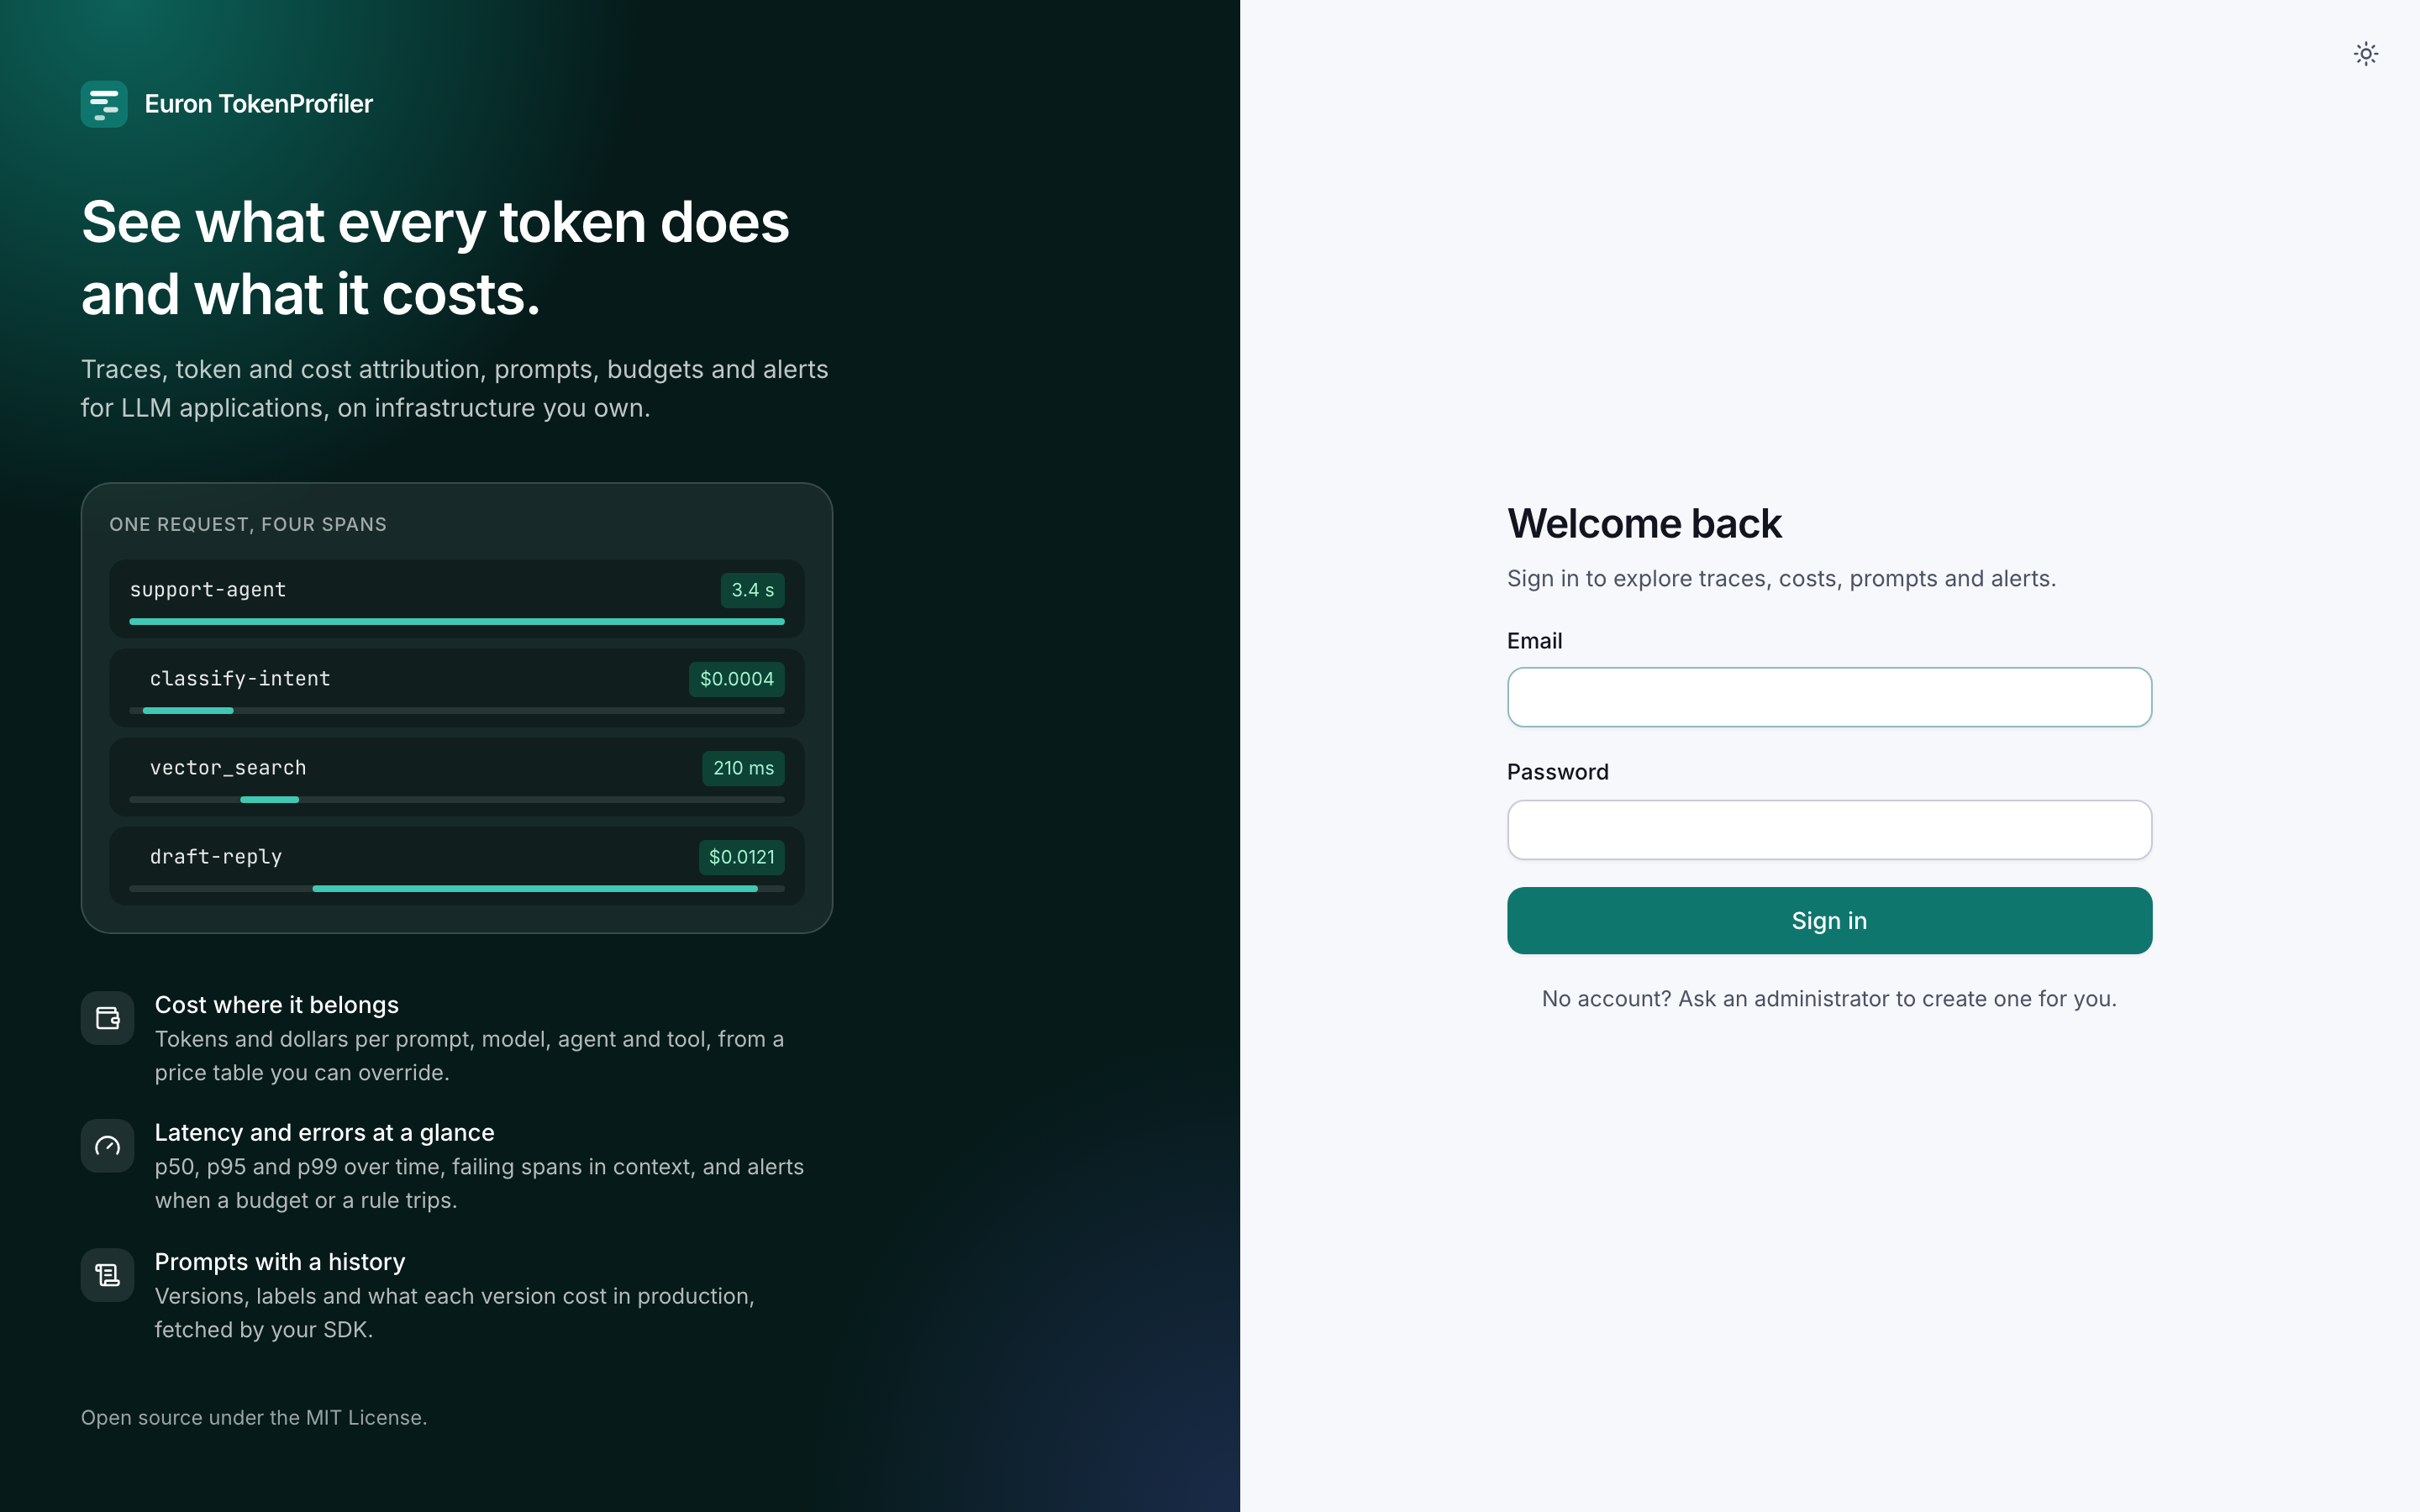 Euron TokenProfiler
See what every token does
and what it costs.
Traces, token and cost attribution, prompts, budgets and alerts
for LLM applications, on infrastructure you own.
ONE REQUEST, FOUR SPANS
support-agent 3.4 s
classify-intent $0.0004
vector_search 210 ms
draft-reply $0.0121
Cost where it belongs
Tokens and dollars per prompt, model, agent and tool, from a
price table you can override.
Latency and errors at a glance
p50, p95 and p99 over time, failing spans in context, and alerts
when a budget or a rule trips.
Prompts with a history
Versions, labels and what each version cost in production,
fetched by your SDK.
Open source under the MIT License.
Welcome back
Sign in to explore traces, costs, prompts and alerts.
Email
Password
Sign in
No account? Ask an administrator to create one for you.